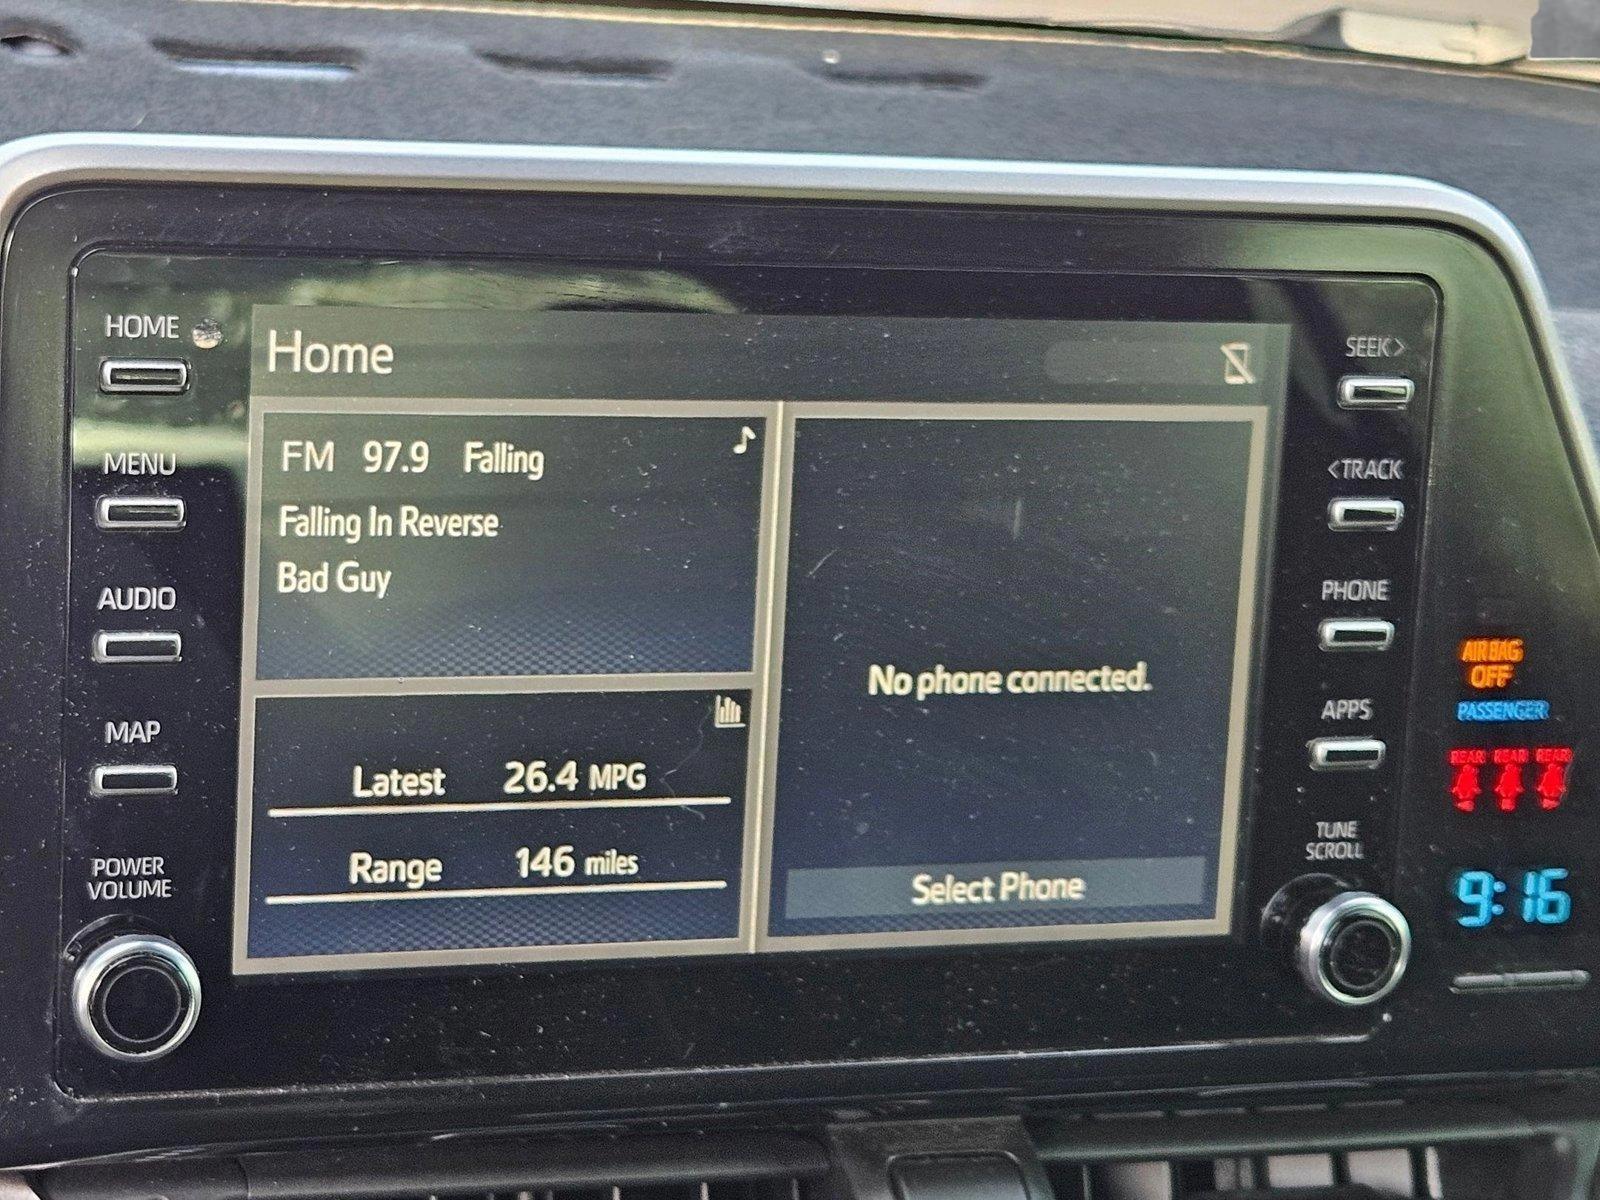 HOME
MENU
AUDIO
MAP
POWER
VOLUME
Home
FM 97.9 Falling
Falling In Reverse
Bad Guy
Latest 26.4 MPG
Range 146 miles
No phone connected.
Select Phone
SEEK>
<TRACK
PHONE
APPS
TUNE
SCROLL
AIR BAG
OFF
PASSENGER
REAR REAR REAR
9:16